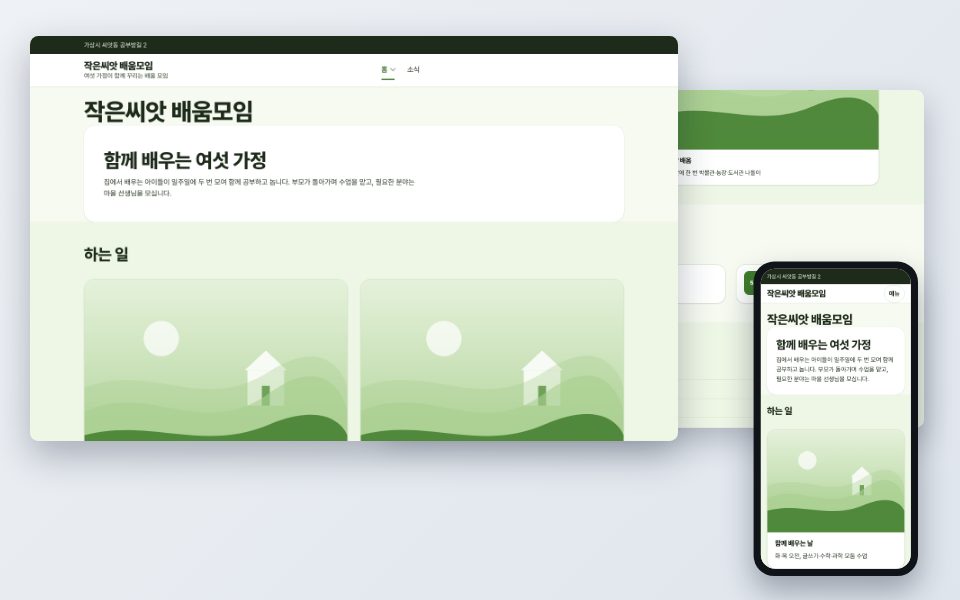 가상시 씨앗동 공부방길 2
작은씨앗 배움모임
여섯 가정이 함께 꾸리는 배움 모임
홈
소식
작은씨앗 배움모임
함께 배우는 여섯 가정
집에서 배우는 아이들이 일주일에 두 번 모여 함께 공부하고 놉니다. 부모가 돌아가며 수업을 맡고, 필요한 분야는
마을 선생님을 모십니다.
하는 일
배움
한 번 박물관·농장·도서관 나들이
가상시 씨앗동 공부방길 2
작은씨앗 배움모임
메뉴
작은씨앗 배움모임
함께 배우는 여섯 가정
집에서 배우는 아이들이 일주일에 두 번 모여 함께
공부하고 놉니다. 부모가 돌아가며 수업을 맡고,
필요한 분야는 마을 선생님을 모십니다.
하는 일
함께 배우는 날
화·목 오전, 글쓰기·수학·과학 모둠 수업